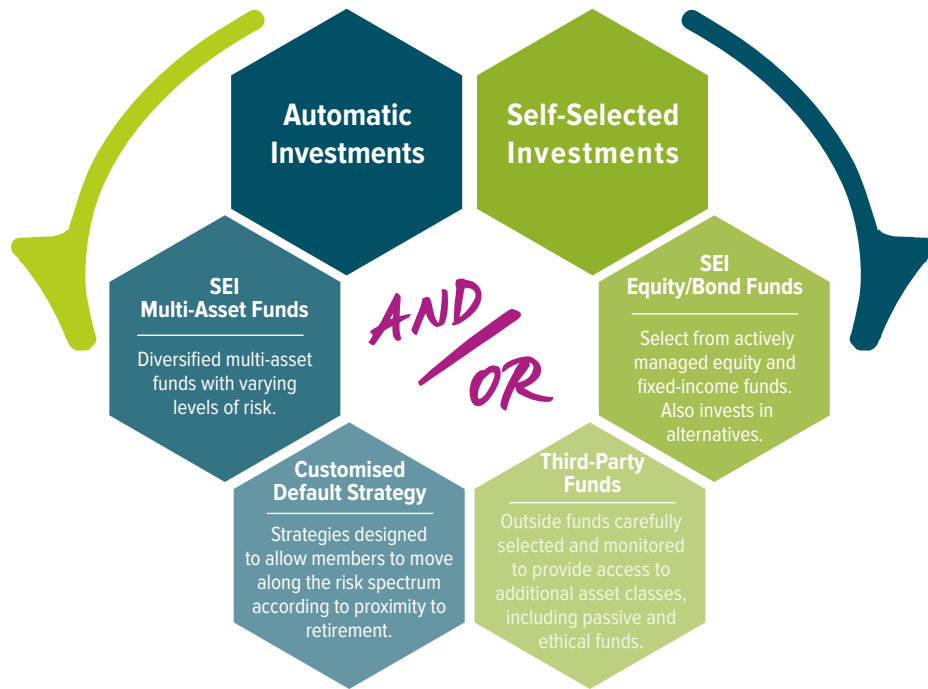 Automatic
Investments
Self-Selected
Investments
SEI
Multi-Asset Funds
Diversified multi-asset
funds with varying
levels of risk.
AND/
OR
SEI
Equity/Bond Funds
Select from actively
managed equity and
fixed-income funds.
Also invests in
alternatives.
Customised
Default Strategy
Strategies designed
to allow members to move
along the risk spectrum
according to proximity to
retirement.
Third-Party
Funds
Outside funds carefully
selected and monitored
to provide access to
additional asset classes,
including passive and
ethical funds.